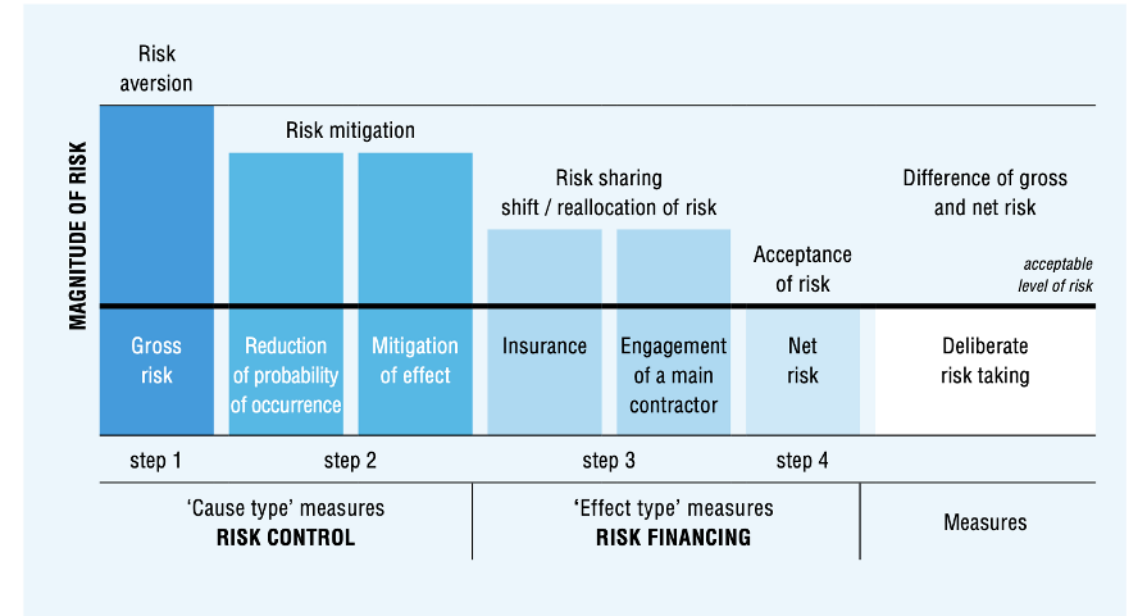 Risk
aversion
Risk mitigation
Risk sharing
shift / reallocation of risk
Difference of gross
and net risk
Acceptance
of risk
acceptable
level of risk
MAGNITUDE OF RISK
Gross
risk
Reduction
of probability
of occurrence
Mitigation
of effect
Insurance
Engagement
of a main
contractor
Net
risk
Deliberate
risk taking
step 1
step 2
step 3
step 4
‘Cause type’ measures
RISK CONTROL
‘Effect type’ measures
RISK FINANCING
Measures